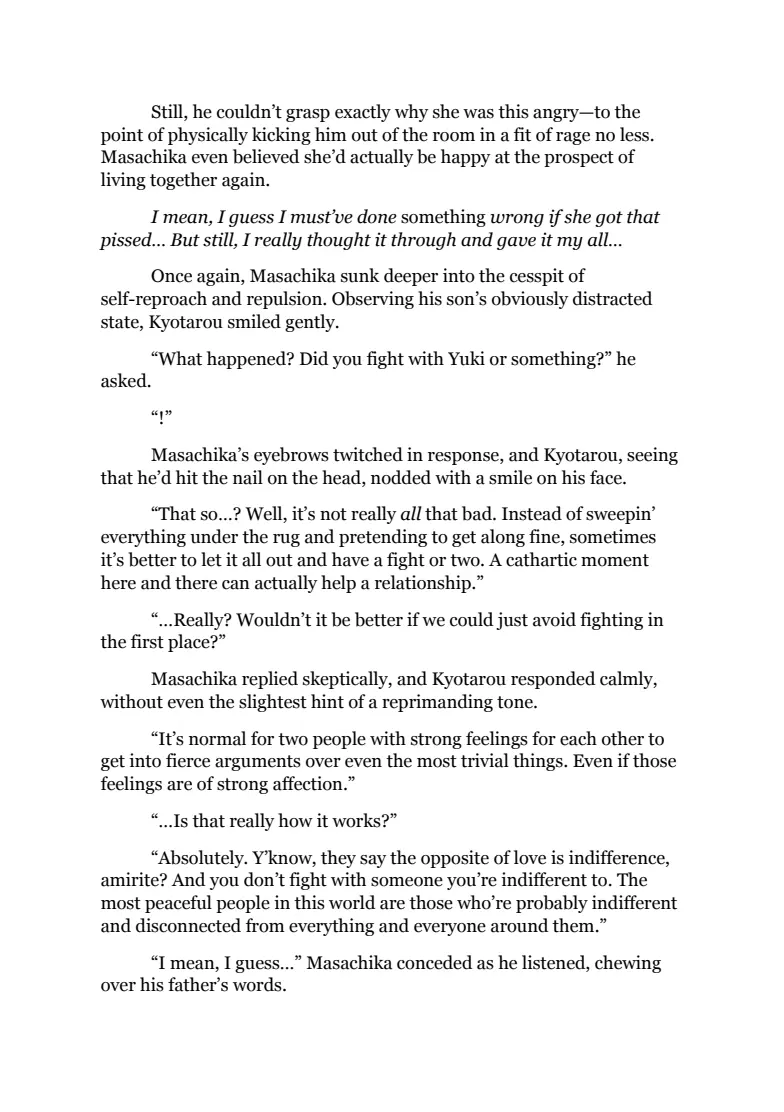 Still, he couldn’t grasp exactly why she was this angry—to the
point of physically kicking him out of the room in a fit of rage no less.
Masachika even believed she’d actually be happy at the prospect of
living together again.
I mean, I guess I must’ve done something wrong if she got that
pissed… But still, I really thought it through and gave it my all…
Once again, Masachika sunk deeper into the cesspit of
self-reproach and repulsion. Observing his son’s obviously distracted
state, Kyotarou smiled gently.
“What happened? Did you fight with Yuki or something?” he
asked.
“!”
Masachika’s eyebrows twitched in response, and Kyotarou, seeing
that he’d hit the nail on the head, nodded with a smile on his face.
“That so…? Well, it’s not really all that bad. Instead of sweepin’
everything under the rug and pretending to get along fine, sometimes
it’s better to let it all out and have a fight or two. A cathartic moment
here and there can actually help a relationship.”
“…Really? Wouldn’t it be better if we could just avoid fighting in
the first place?”
Masachika replied skeptically, and Kyotarou responded calmly,
without even the slightest hint of a reprimanding tone.
“It’s normal for two people with strong feelings for each other to
get into fierce arguments over even the most trivial things. Even if those
feelings are of strong affection.”
“…Is that really how it works?”
“Absolutely. Y’know, they say the opposite of love is indifference,
amirite? And you don’t fight with someone you’re indifferent to. The
most peaceful people in this world are those who’re probably indifferent
and disconnected from everything and everyone around them.”
“I mean, I guess…” Masachika conceded as he listened, chewing
over his father’s words.